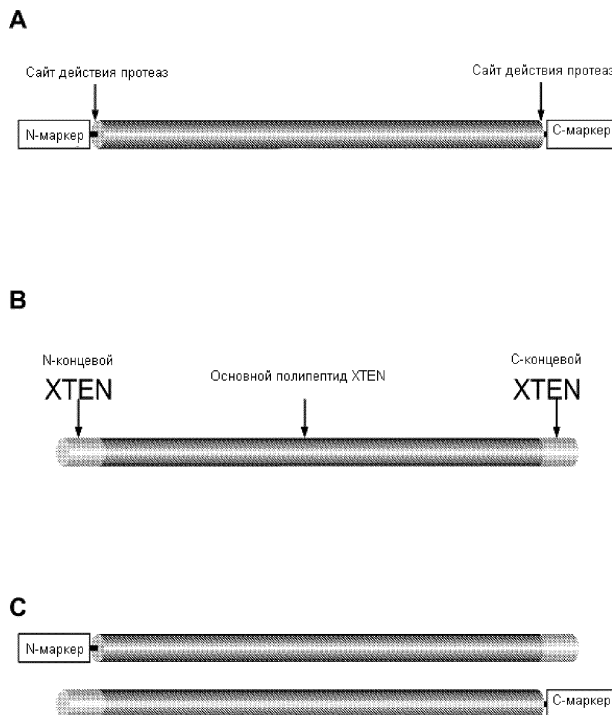 A
Сайт действия протеаз
Сайт действия протеаз
N-маркер
С-маркер
B
N-концевой
XTEN
Основной полипептид XTEN
С-концевой
XTEN
C
N-маркер
С-маркер